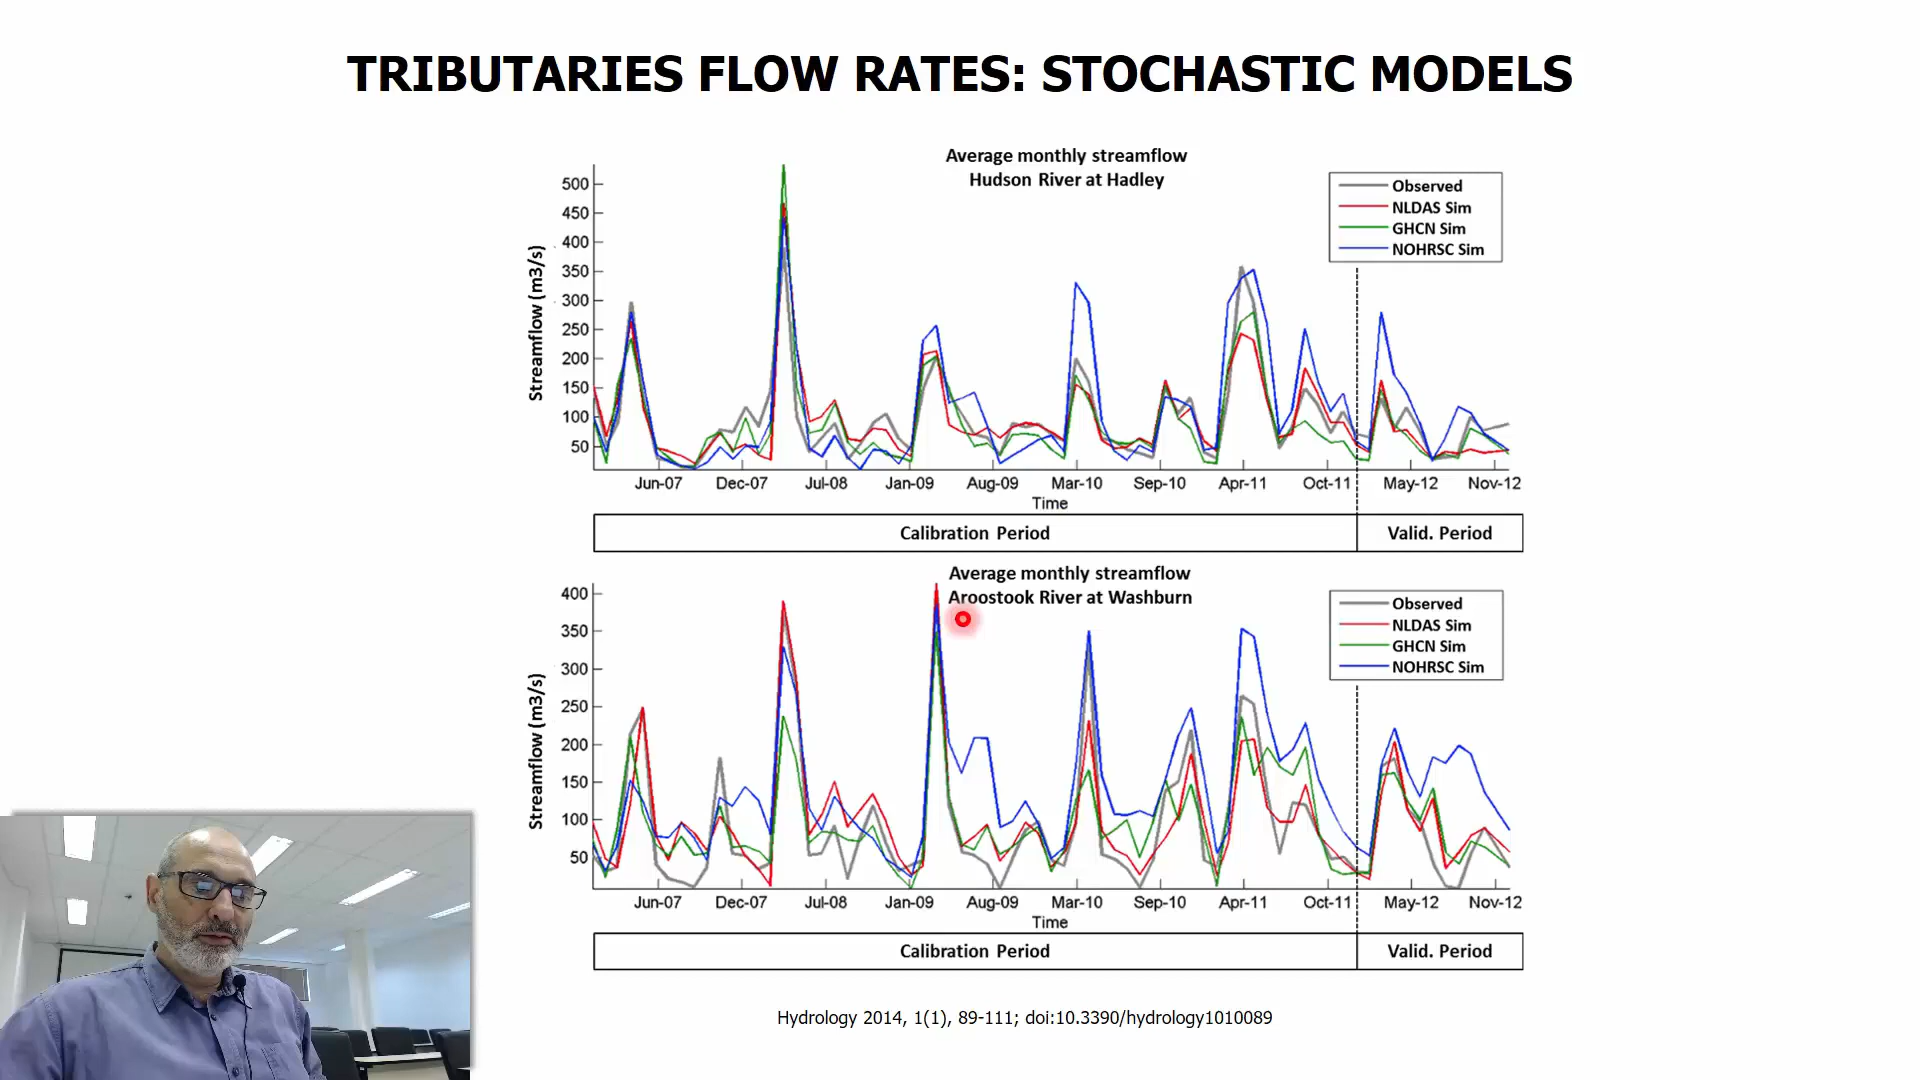 TRIBUTARIES FLOW RATES: STOCHASTIC MODELS
Average monthly streamflow
Hudson River at Hadley
Streamflow (m3/s)
500
450
400
350
300
250
200
150
100
50
Observed
NLDAS Sim
GHCN Sim
NOHRSC Sim
Jun-07 Dec-07 Jul-08 Jan-09 Aug-09 Mar-10 Sep-10 Apr-11 Oct-11 May-12 Nov-12
Time
Calibration Period Valid. Period
Average monthly streamflow
Aroostook River at Washburn
Streamflow (m3/s)
400
350
300
250
200
150
100
50
Observed
NLDAS Sim
GHCN Sim
NOHRSC Sim
Jun-07 Dec-07 Jul-08 Jan-09 Aug-09 Mar-10 Sep-10 Apr-11 Oct-11 May-12 Nov-12
Time
Calibration Period Valid. Period
Hydrology 2014, 1(1), 89-111; doi:10.3390/hydrology1010089